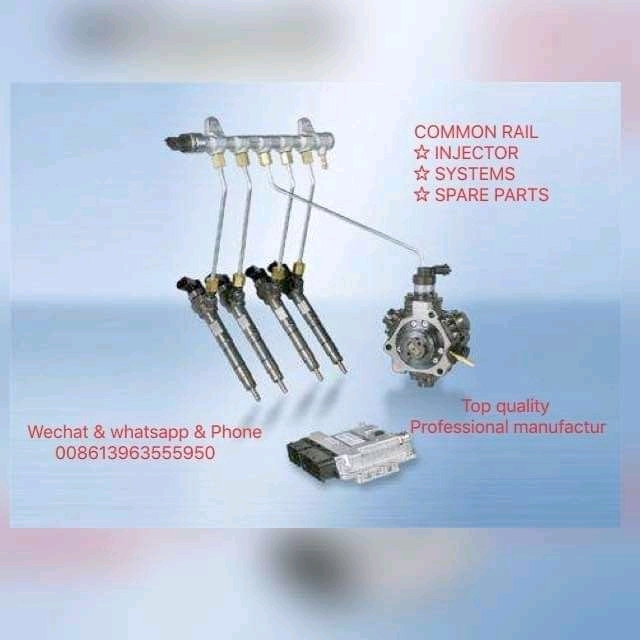 COMMON RAIL
☆ INJECTOR
☆ SYSTEMS
☆ SPARE PARTS
Top quality
Professional manufactur
Wechat & whatsapp & Phone
008613963555950